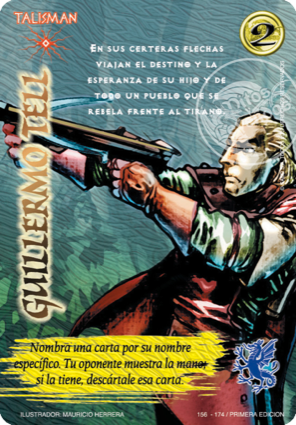 TALISMAN
2
EN SUS CERTERAS FLECHAS
VIAJAN EL DESTINO Y LA
ESPERANZA DE SU HIJO Y DE
TODO UN PUEBLO QUE SE
REBELA FRENTE AL TIRANO.
GUILLERMO TELL
Nombra una carta por su nombre
específico. Tu oponente muestra la mano,
si la tiene, descártale esa carta.
ILUSTRADOR: MAURICIO HERRERA
156 - 174 / PRIMERA EDICION